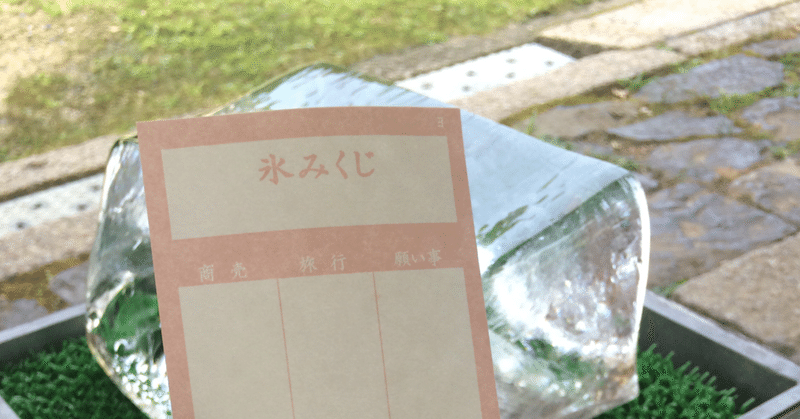 氷みくじ
商売 旅行 願い事